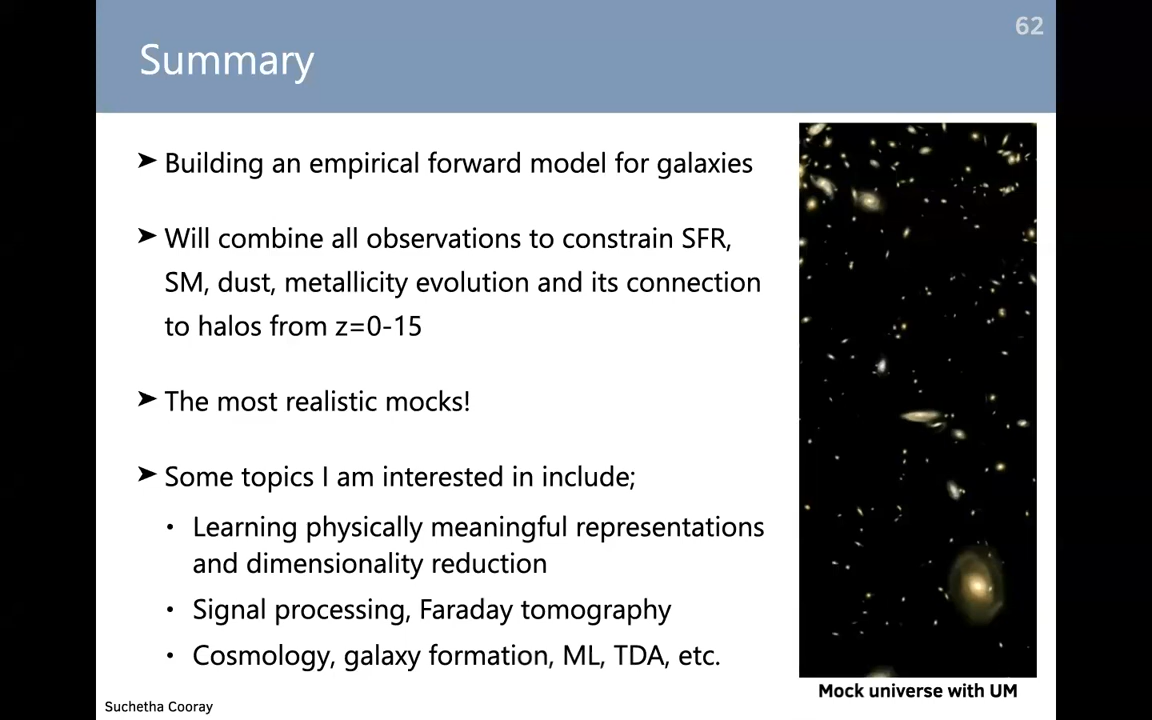 62
Summary
➤ Building an empirical forward model for galaxies
➤ Will combine all observations to constrain SFR,
SM, dust, metallicity evolution and its connection
to halos from z=0-15
➤ The most realistic mocks!
➤ Some topics I am interested in include;
• Learning physically meaningful representations
and dimensionality reduction
• Signal processing, Faraday tomography
• Cosmology, galaxy formation, ML, TDA, etc.
Mock universe with UM
Suchetha Cooray